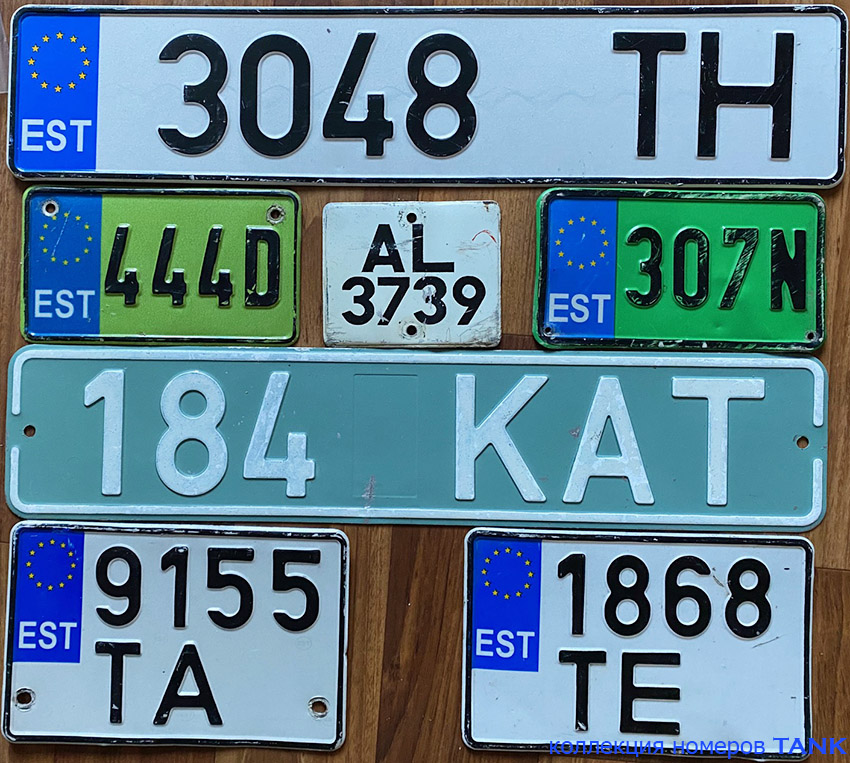 EST 3048 TH
EST 444D
AL
3739
EST 307N
184 KAT
EST 9155
TA
EST 1868
TE
коллекция номеров TANK